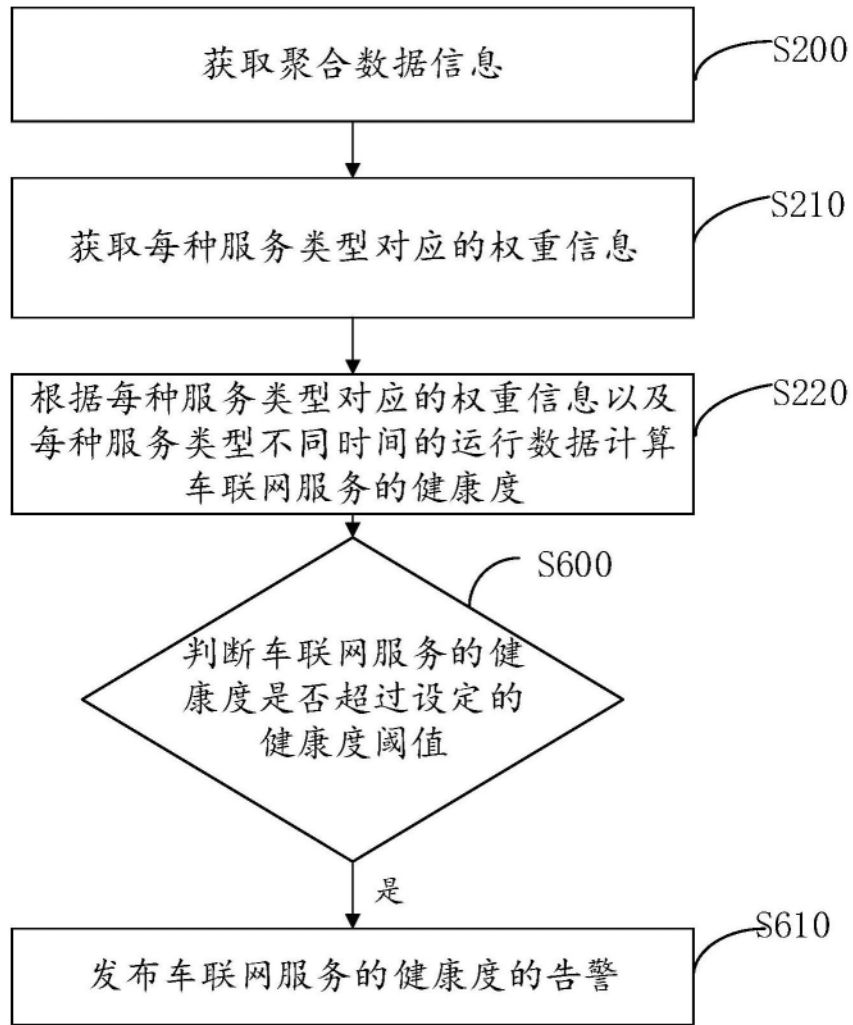 获取聚合数据信息
S200
获取每种服务类型对应的权重信息
S210
根据每种服务类型对应的权重信息以及
每种服务类型不同时间的运行数据计算
车联网服务的健康度
S220
S600
判断车联网服务的健
康度是否超过设定的
健康度阈值
是
S610
发布车联网服务的健康度的告警